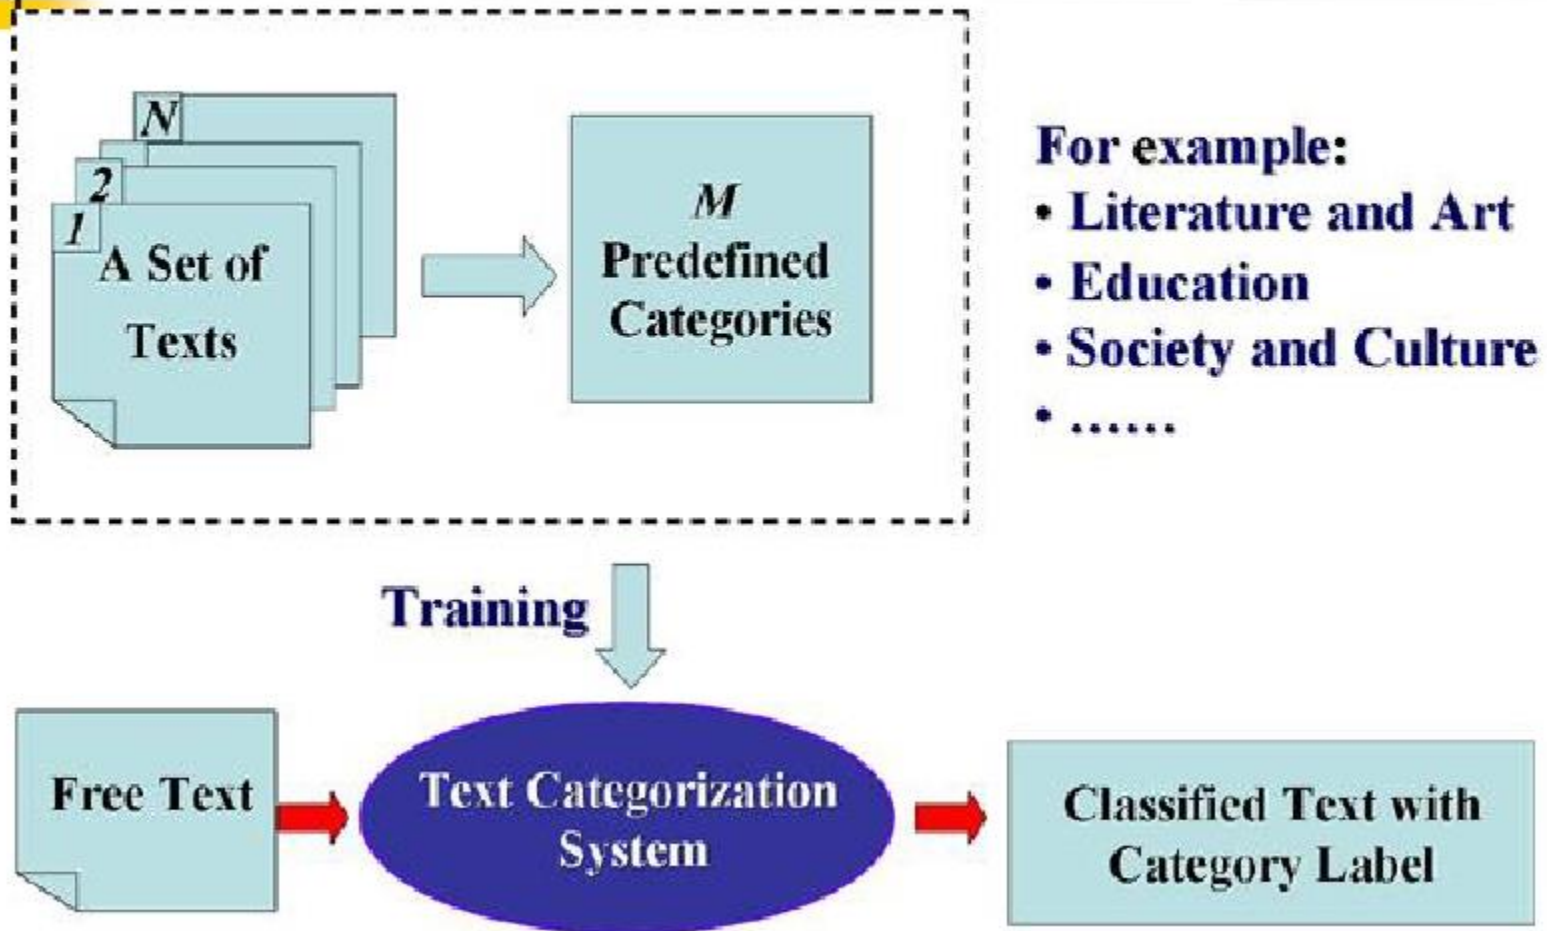 N
2
1
A Set of
Texts
M
Predefined
Categories
For example:
• Literature and Art
• Education
• Society and Culture
• ......
Training
Free Text
Text Categorization
System
Classified Text with
Category Label